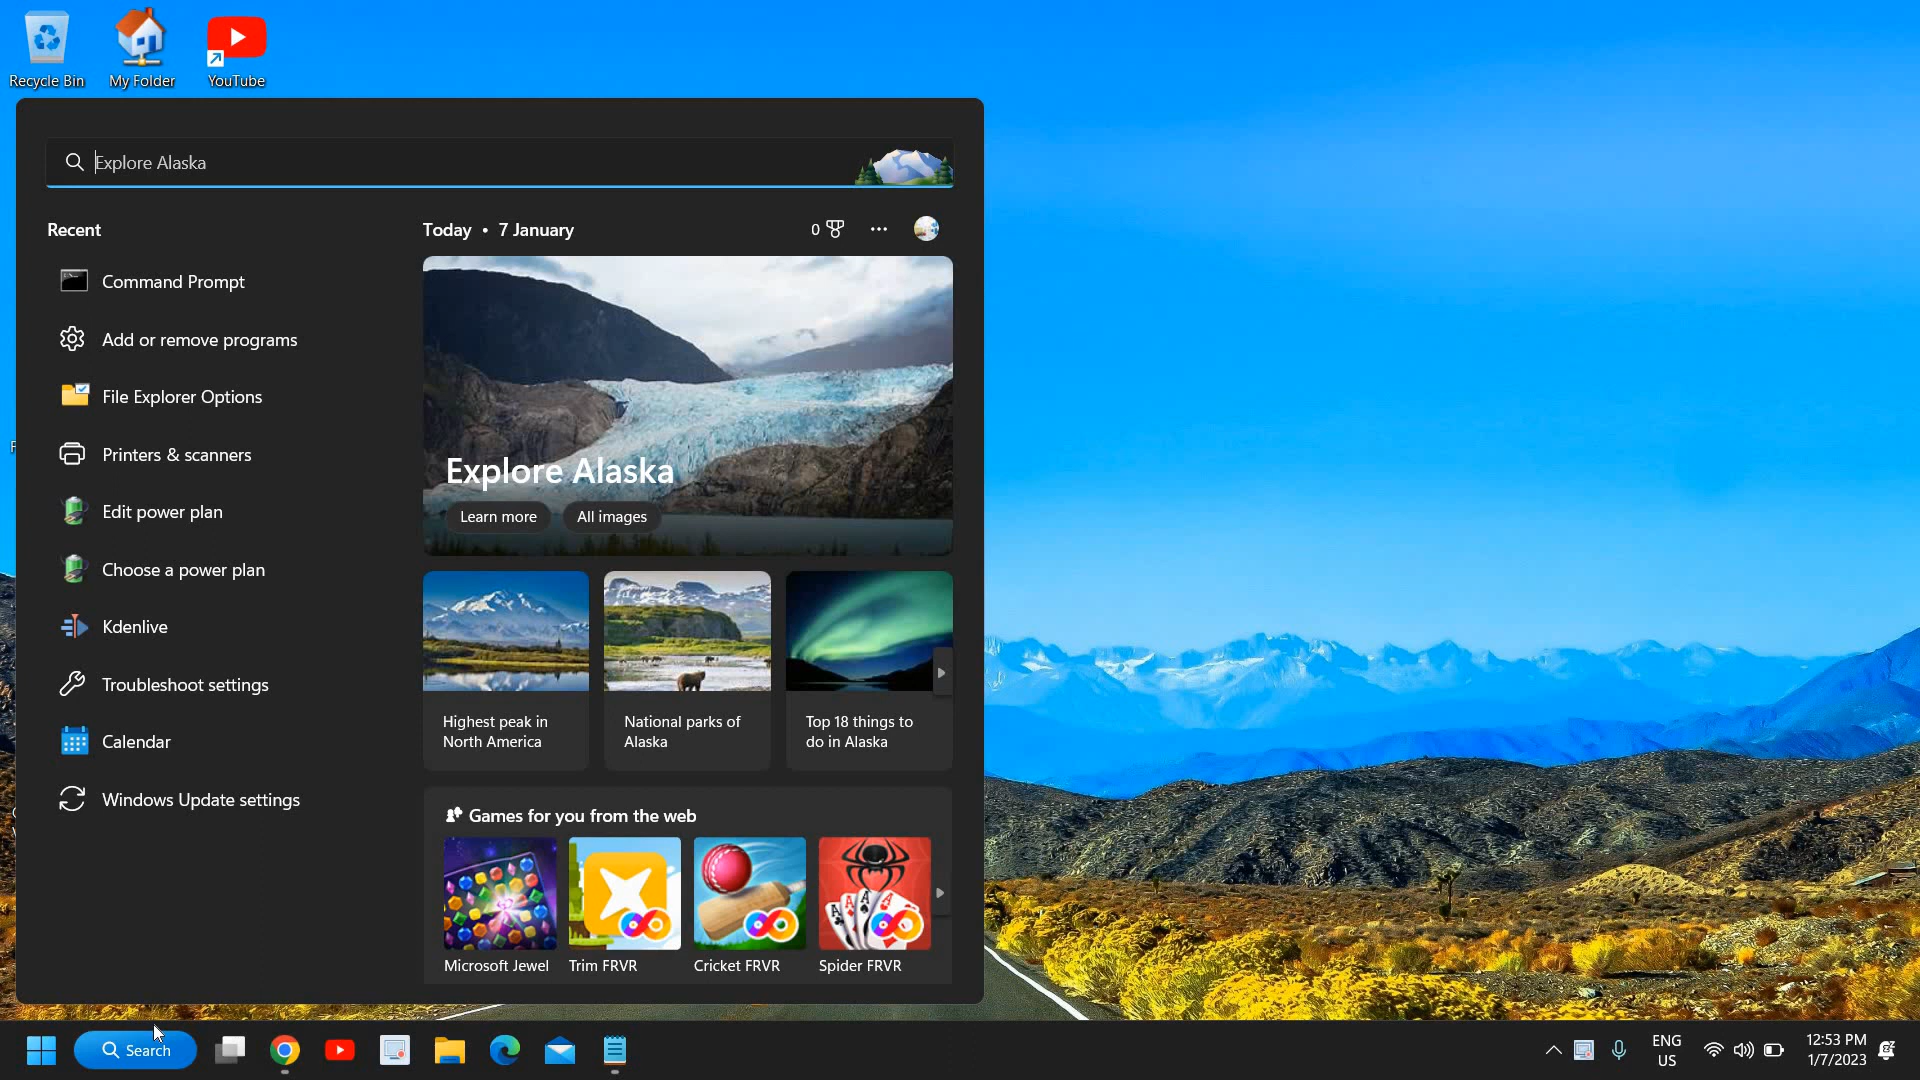 Recycle Bin
My Folder
YouTube
Explore Alaska
Recent
Today • 7 January
0
Command Prompt
Add or remove programs
File Explorer Options
Printers & scanners
Edit power plan
Choose a power plan
Kdenlive
Troubleshoot settings
Calendar
Windows Update settings
Explore Alaska
Learn more
All images
Highest peak in
North America
National parks of
Alaska
Top 18 things to
do in Alaska
Games for you from the web
Microsoft Jewel
Trim FRVR
Cricket FRVR
Spider FRVR
Search
ENG
US
12:53 PM
1/7/2023